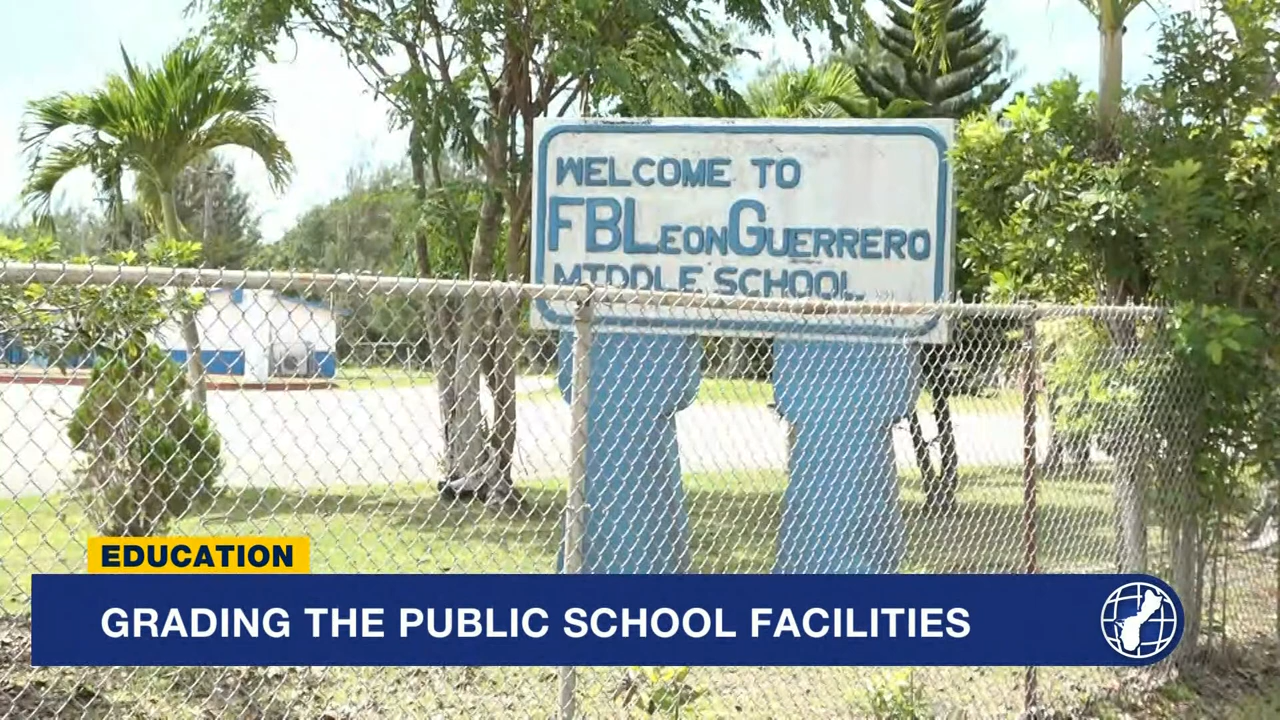 WELCOME TO
FBLEONGUERRERO
MIDDLE SCHOOL
EDUCATION
GRADING THE PUBLIC SCHOOL FACILITIES